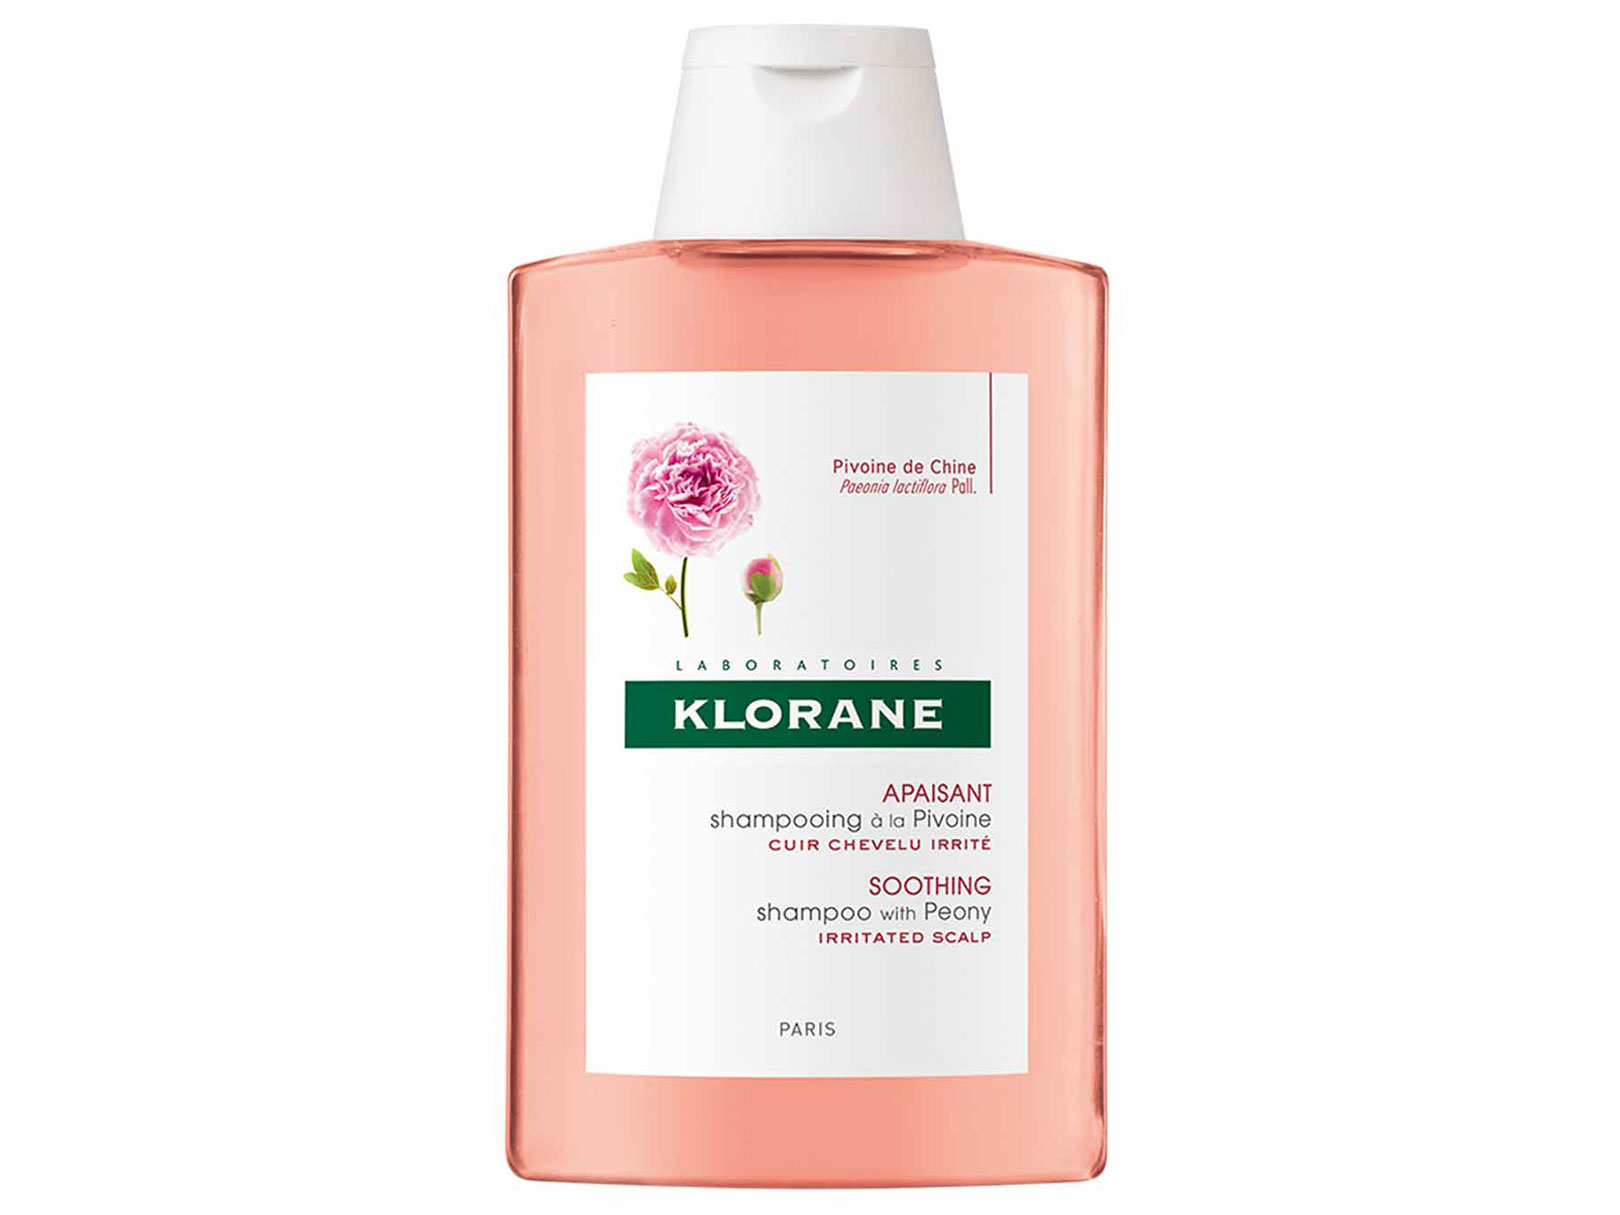 Pivoine de Chine
Paeonia lactiflora Pall.
LABORATOIRES
KLORANE
APAISANT
shampooing à la Pivoine
CUIR CHEVELU IRRITÉ
SOOTHING
shampoo with Peony
IRRITATED SCALP
PARIS